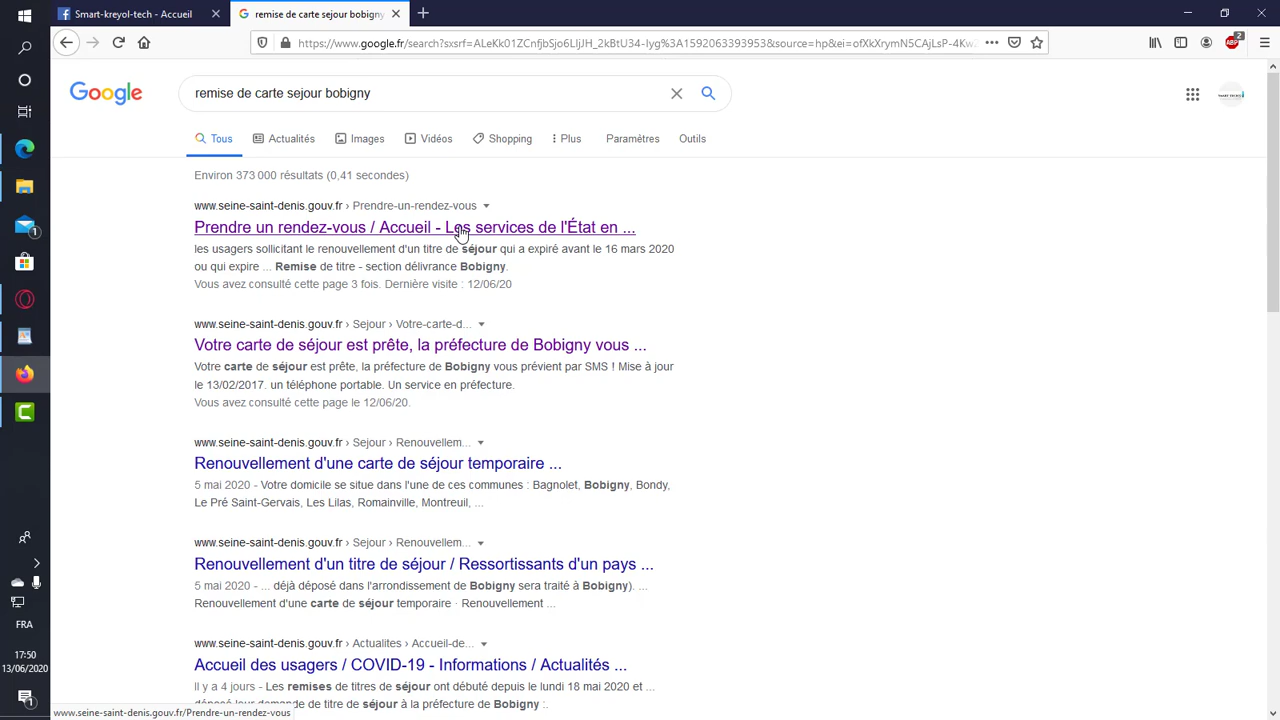 Smart-kreyol-tech - Accueil
remise de carte sejour bobigny
https://www.google.fr/search?sxsrf=ALeKk01ZCnfjbSjo6LIjJH_2kBtU34-Iyg%3A1592063393953&source=hp&ei=ofXkXrymN5CAjLsP-4Kw
ABP
2
Google
remise de carte sejour bobigny
Tous
Actualités
Images
Vidéos
Shopping
Plus
Paramètres
Outils
Environ 373 000 résultats (0,41 secondes)
www.seine-saint-denis.gouv.fr › Prendre-un-rendez-vous
Prendre un rendez-vous / Accueil - Les services de l'État en ...
les usagers sollicitant le renouvellement d'un titre de séjour qui a expiré avant le 16 mars 2020
ou qui expire ... Remise de titre - section délivrance Bobigny.
Vous avez consulté cette page 3 fois. Dernière visite : 12/06/20
www.seine-saint-denis.gouv.fr › Sejour › Votre-carte-d...
Votre carte de séjour est prête, la préfecture de Bobigny vous ...
Votre carte de séjour est prête, la préfecture de Bobigny vous prévient par SMS ! Mise à jour
le 13/02/2017. un téléphone portable. Un service en préfecture.
Vous avez consulté cette page le 12/06/20.
www.seine-saint-denis.gouv.fr › Sejour › Renouvellem...
Renouvellement d'une carte de séjour temporaire ...
5 mai 2020 - Votre domicile se situe dans l'une de ces communes : Bagnolet, Bobigny, Bondy,
Le Pré Saint-Gervais, Les Lilas, Romainville, Montreuil, ...
www.seine-saint-denis.gouv.fr › Sejour › Renouvellem...
Renouvellement d'un titre de séjour / Ressortissants d'un pays ...
5 mai 2020 - ... déjà déposé dans l'arrondissement de Bobigny sera traité à Bobigny). ...
Renouvellement d'une carte de séjour temporaire · Renouvellement ...
www.seine-saint-denis.gouv.fr › Actualites › Accueil-de...
Accueil des usagers / COVID-19 - Informations / Actualités ...
Il y a 4 jours - Les remises de titres de séjour ont débuté depuis le lundi 18 mai 2020 et ...
déposé leur demande de titre de séjour à la préfecture de Bobigny :.
www.seine-saint-denis.gouv.fr/Prendre-un-rendez-vous
1
FRA
17:50
13/06/2020
1